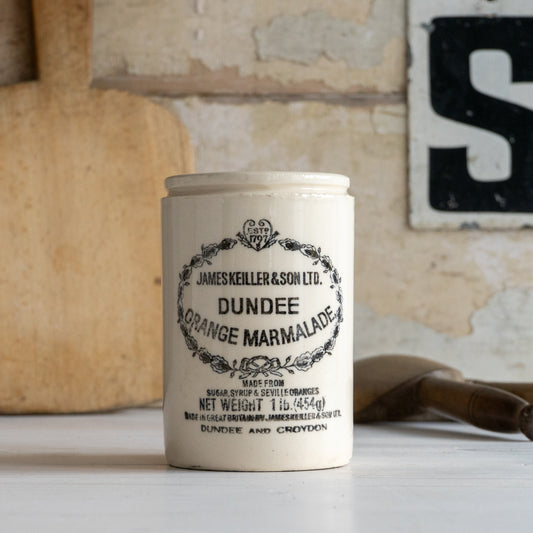 ESTD
1797
JAMES KEILLER & SON LTD.
DUNDEE
ORANGE MARMALADE
MADE FROM
SUGAR, SYRUP & SEVILLE ORANGES
NET WEIGHT 1 lb. (454g)
MADE IN GREAT BRITAIN BY JAMES KEILLER & SON LTD.
DUNDEE AND CROYDON
S